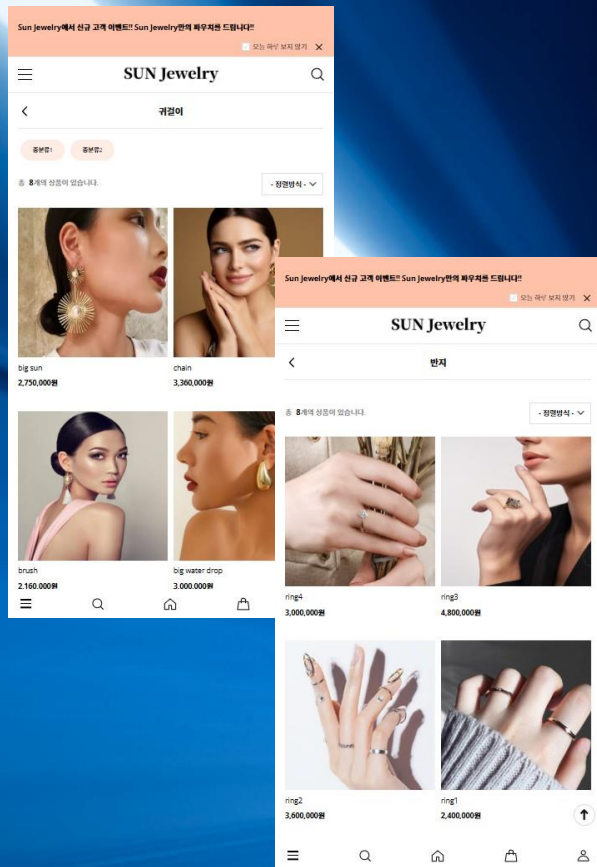 Sun Jewelry에서 신규 고객 이벤트!! Sun Jewelry만의 파우치를 드립니다!!
오늘 하루 보지 않기
SUN Jewelry
귀걸이
중분류1 중분류2
총 8개의 상품이 있습니다.
- 정렬방식 -
big sun
2,750,000원
chain
3,360,000원
brush
2,160,000원
big water drop
3,000,000원
Sun Jewelry에서 신규 고객 이벤트!! Sun Jewelry만의 파우치를 드립니다!!
오늘 하루 보지 않기
SUN Jewelry
반지
총 8개의 상품이 있습니다.
- 정렬방식 -
ring4
3,000,000원
ring3
4,800,000원
ring2
3,600,000원
ring1
2,400,000원